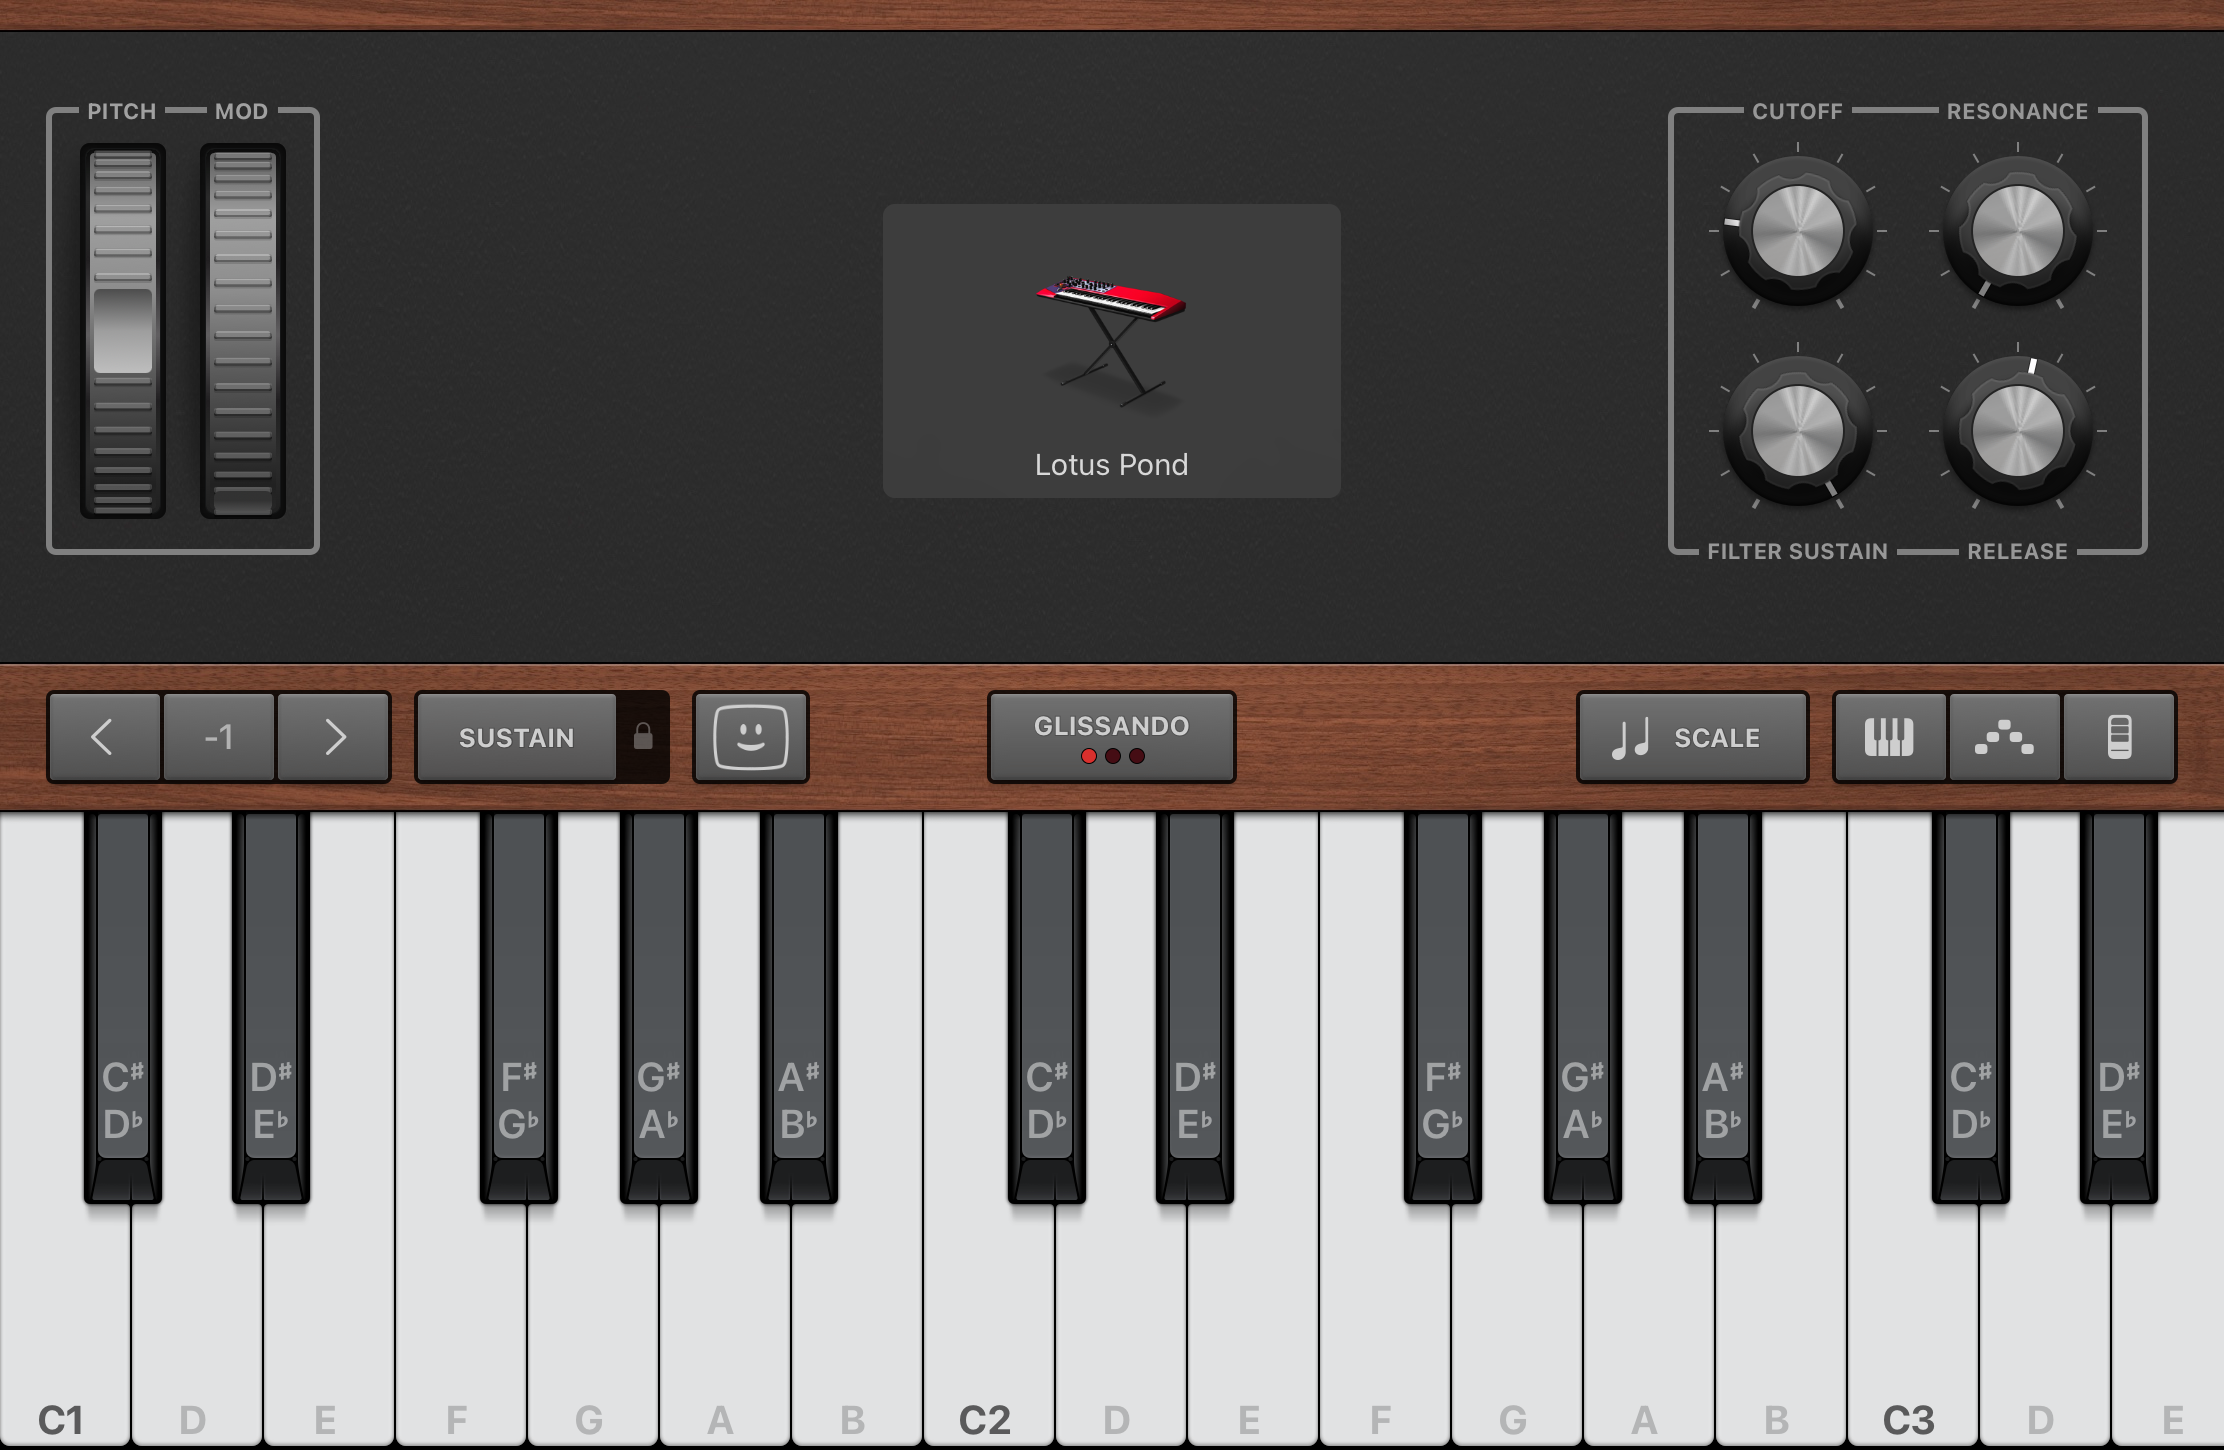 PITCH MOD
CUTOFF RESONANCE
Lotus Pond
FILTER SUSTAIN RELEASE
-1 SUSTAIN GLISSANDO SCALE
C♯ D♯ F♯ G♯ A♯ C♯ D♯ F♯ G♯ A♯ C♯ D♯
D♭ E♭ G♭ A♭ B♭ D♭ E♭ G♭ A♭ B♭ D♭ E♭
C1 D E F G A B C2 D E F G A B C3 D E